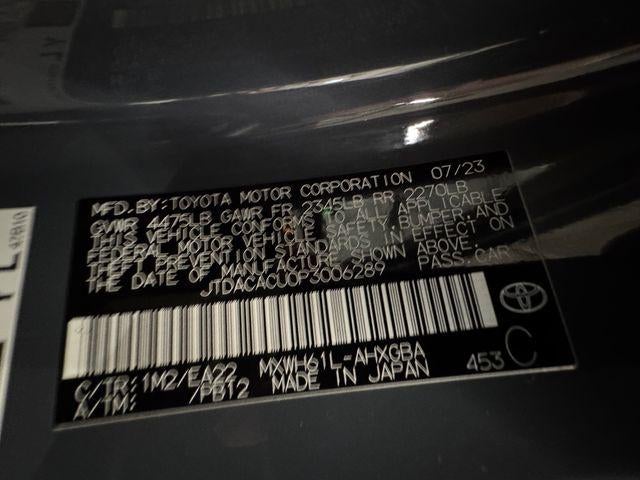 MFD.BY:TOYOTA MOTOR CORPORATION 07/23
GVWR 4475LB GAWR FR 2345LB RR 2270LB
THIS VEHICLE CONFORMS TO ALL APPLICABLE
FEDERAL MOTOR VEHICLE SAFETY, BUMPER, AND
THEFT PREVENTION STANDARDS IN EFFECT ON
THE DATE OF MANUFACTURE SHOWN ABOVE.
JTDACACU0P3006289 PASS.CAR
C/TR: 1M2/EA22 MXWH61L-AHXGBA 453 C
A/TM: /PB12 MADE IN JAPAN